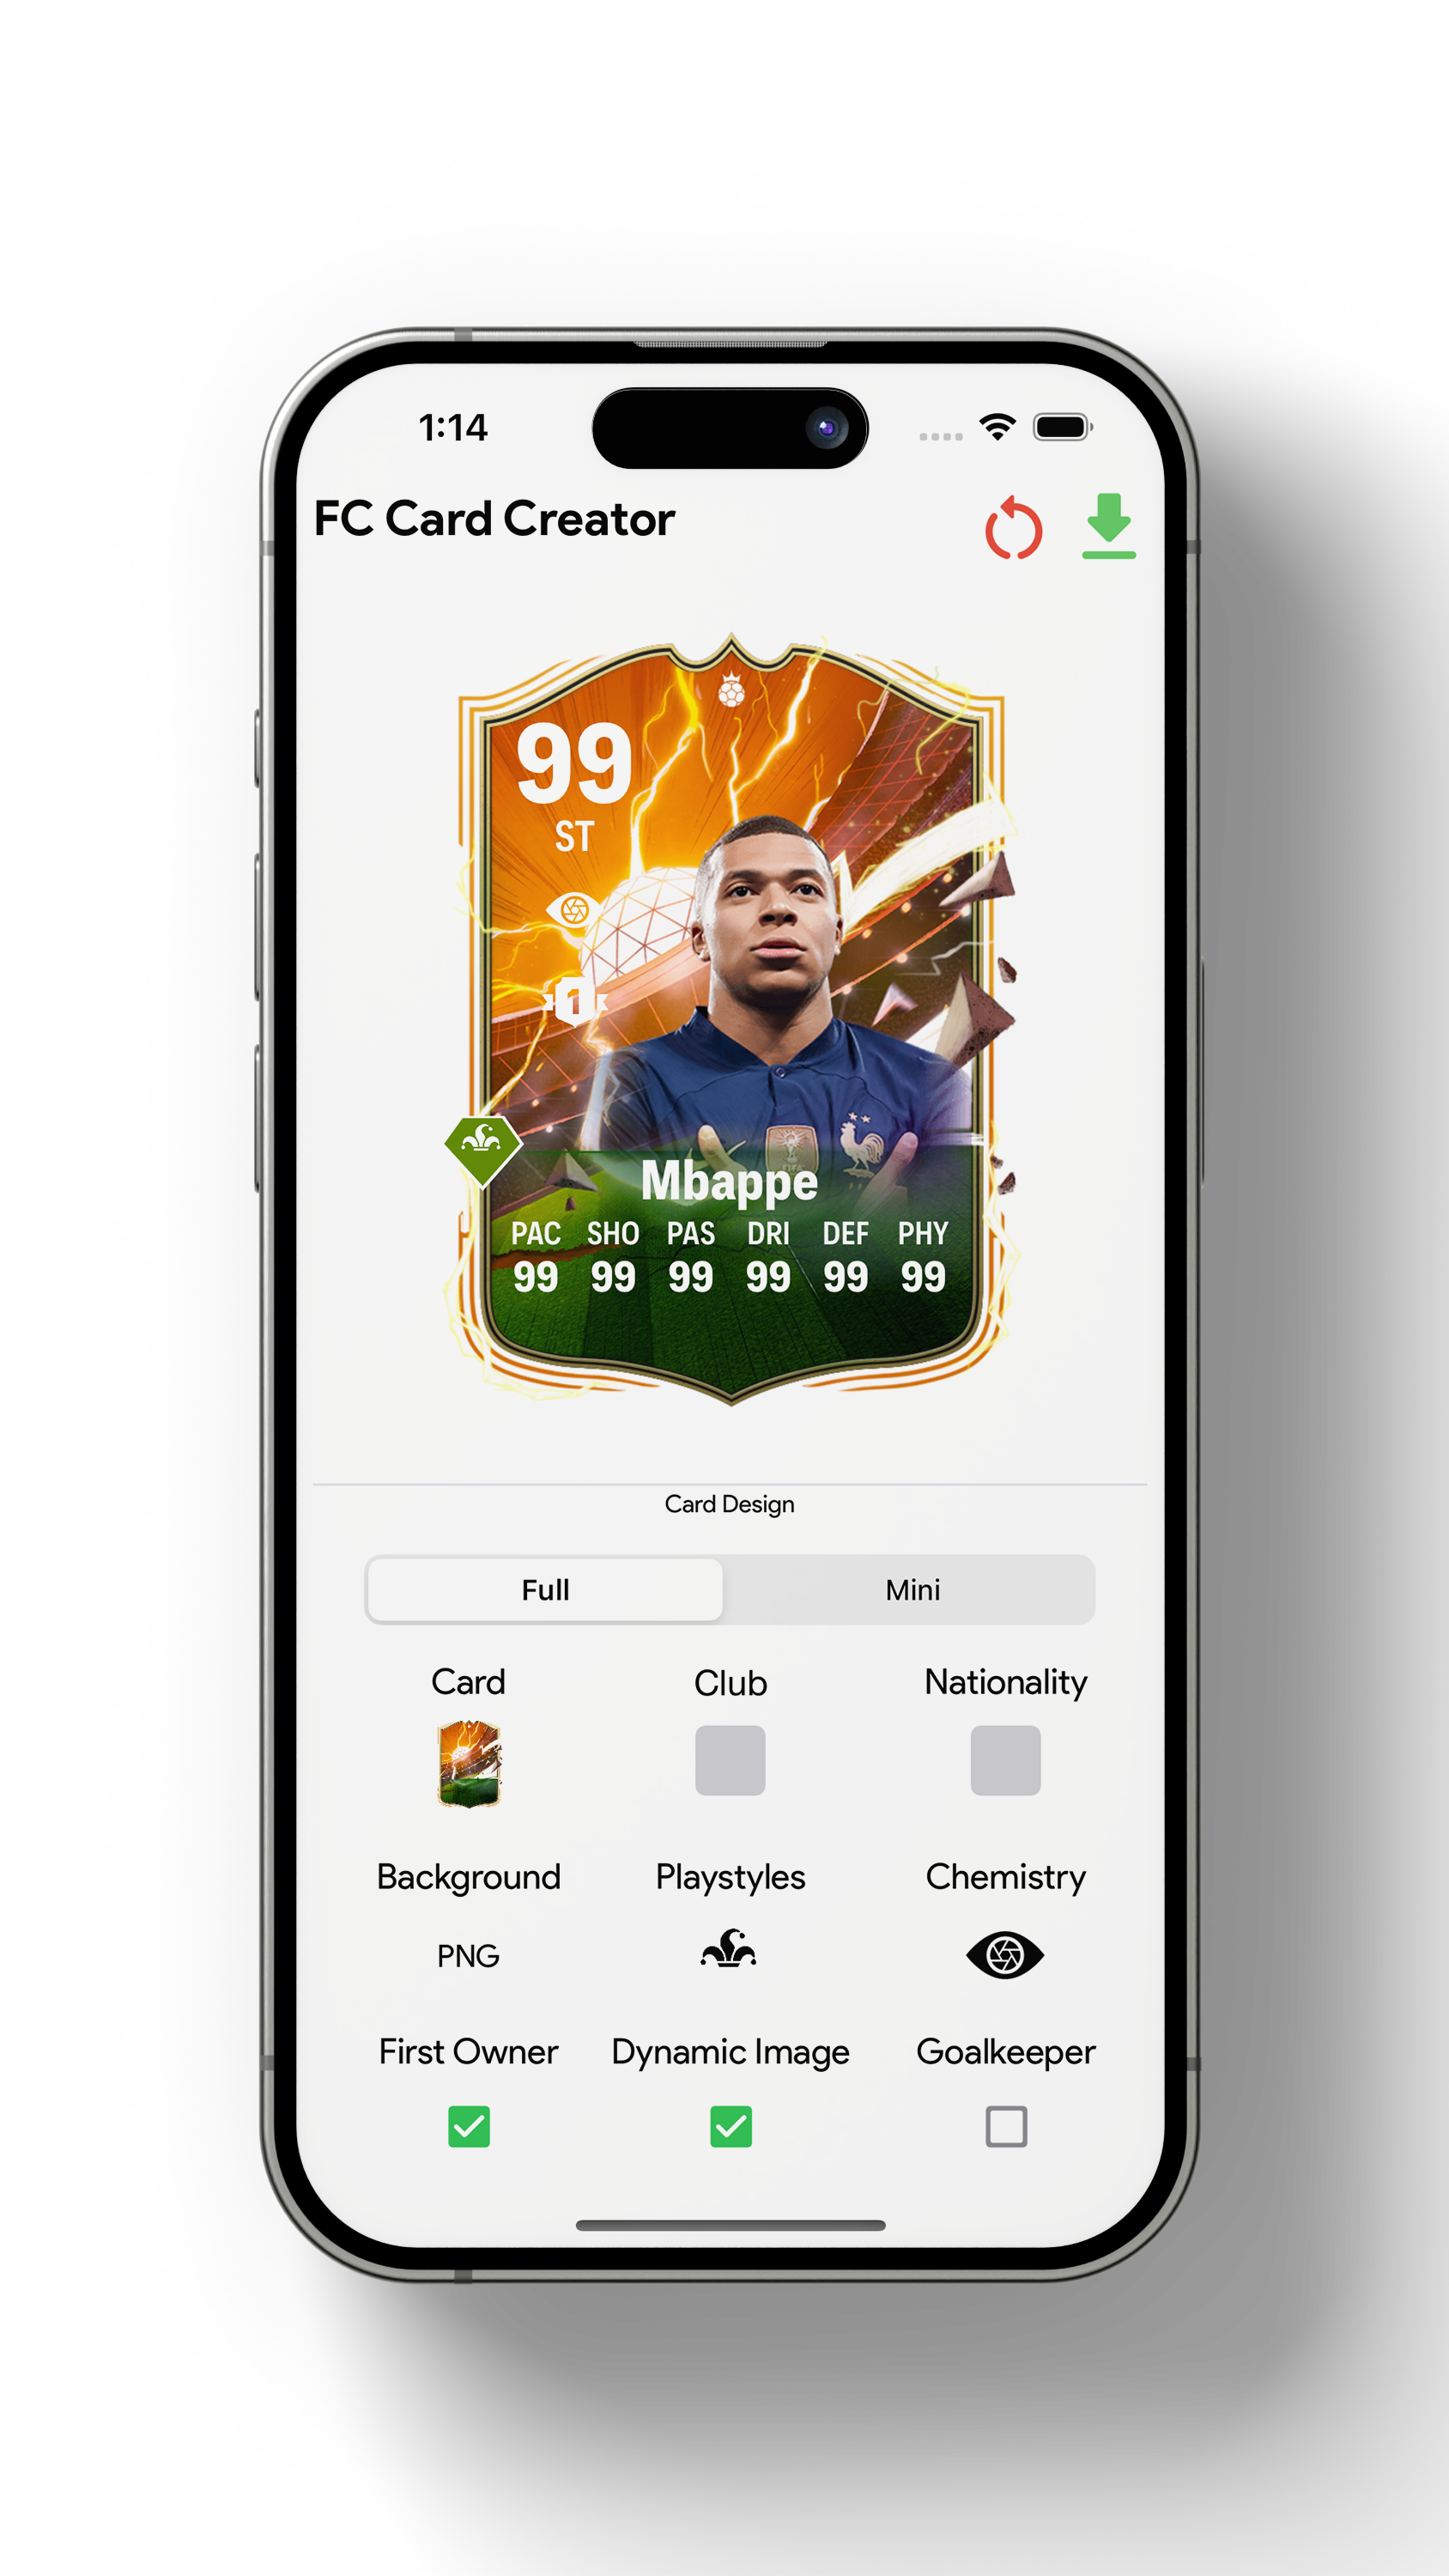 1:14
FC Card Creator
99
ST
1
Mbappe
PAC SHO PAS DRI DEF PHY
99 99 99 99 99 99
Card Design
Full Mini
Card Club Nationality
Background Playstyles Chemistry
PNG
First Owner Dynamic Image Goalkeeper